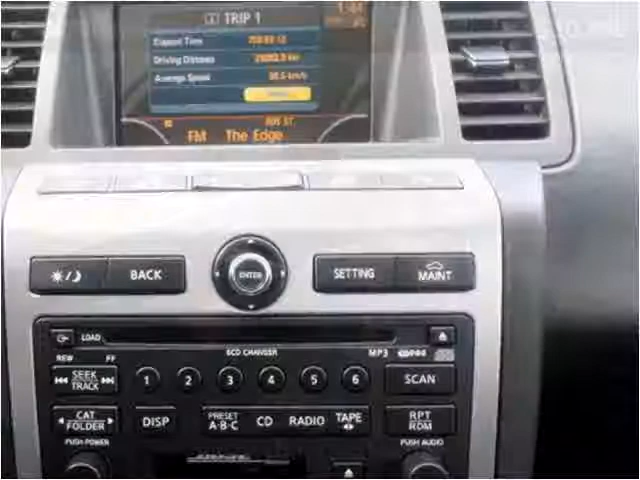 TRIP 1
Elapsed Time
Driving Distance
Average Speed
FM The Edge
BACK
ENTER
SETTING
MAINT
LOAD
6CD CHANGER
MP3
REW FF
SEEK
TRACK
1 2 3 4 5 6
SCAN
CAT
FOLDER
DISP
PRESET
A·B·C
CD
RADIO
TAPE
RPT
RDM
PUSH POWER
PUSH AUDIO